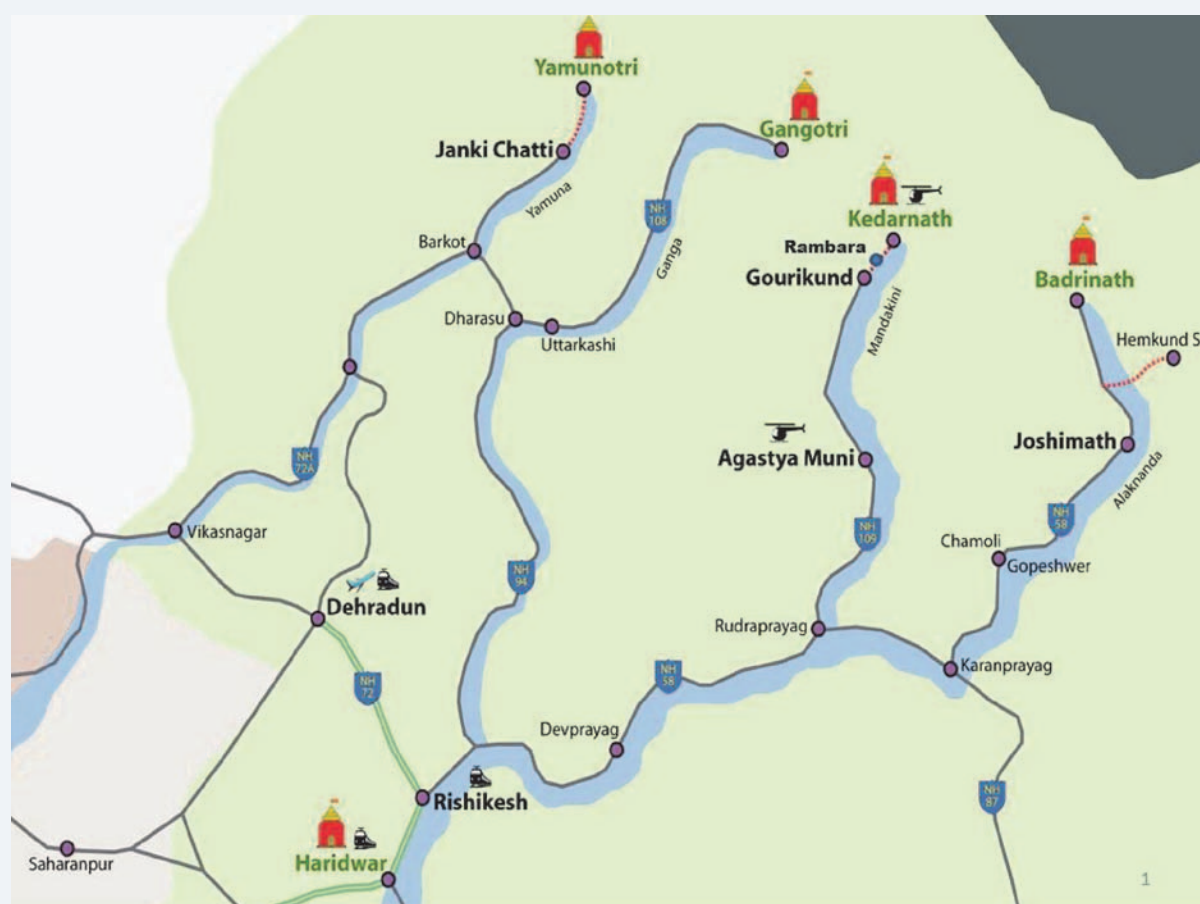 Yamunotri
Gangotri
Janki Chatti
Yamuna
Kedarnath
NH
108
Barkot
Rambara
Ganga
Gourikund
Badrinath
Mandakini
Dharasu
Uttarkashi
Hemkund S
Joshimath
Agastya Muni
NH
72A
Alaknanda
NH
58
Vikasnagar
NH
109
Chamoli
Gopeshwer
NH
94
Dehradun
Rudraprayag
Karanprayag
NH
72
NH
58
Devprayag
NH
87
Rishikesh
Haridwar
Saharanpur
1